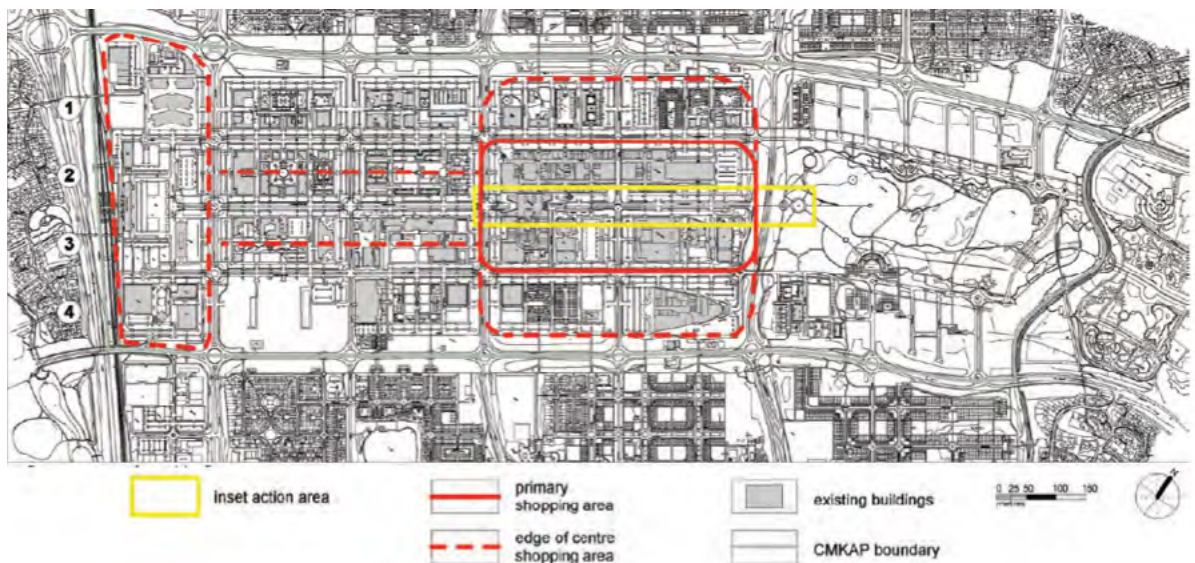 1
2
3
4
inset action area
primary
shopping area
edge of centre
shopping area
existing buildings
CMKAP boundary
0 25 50 100 150
metres
N